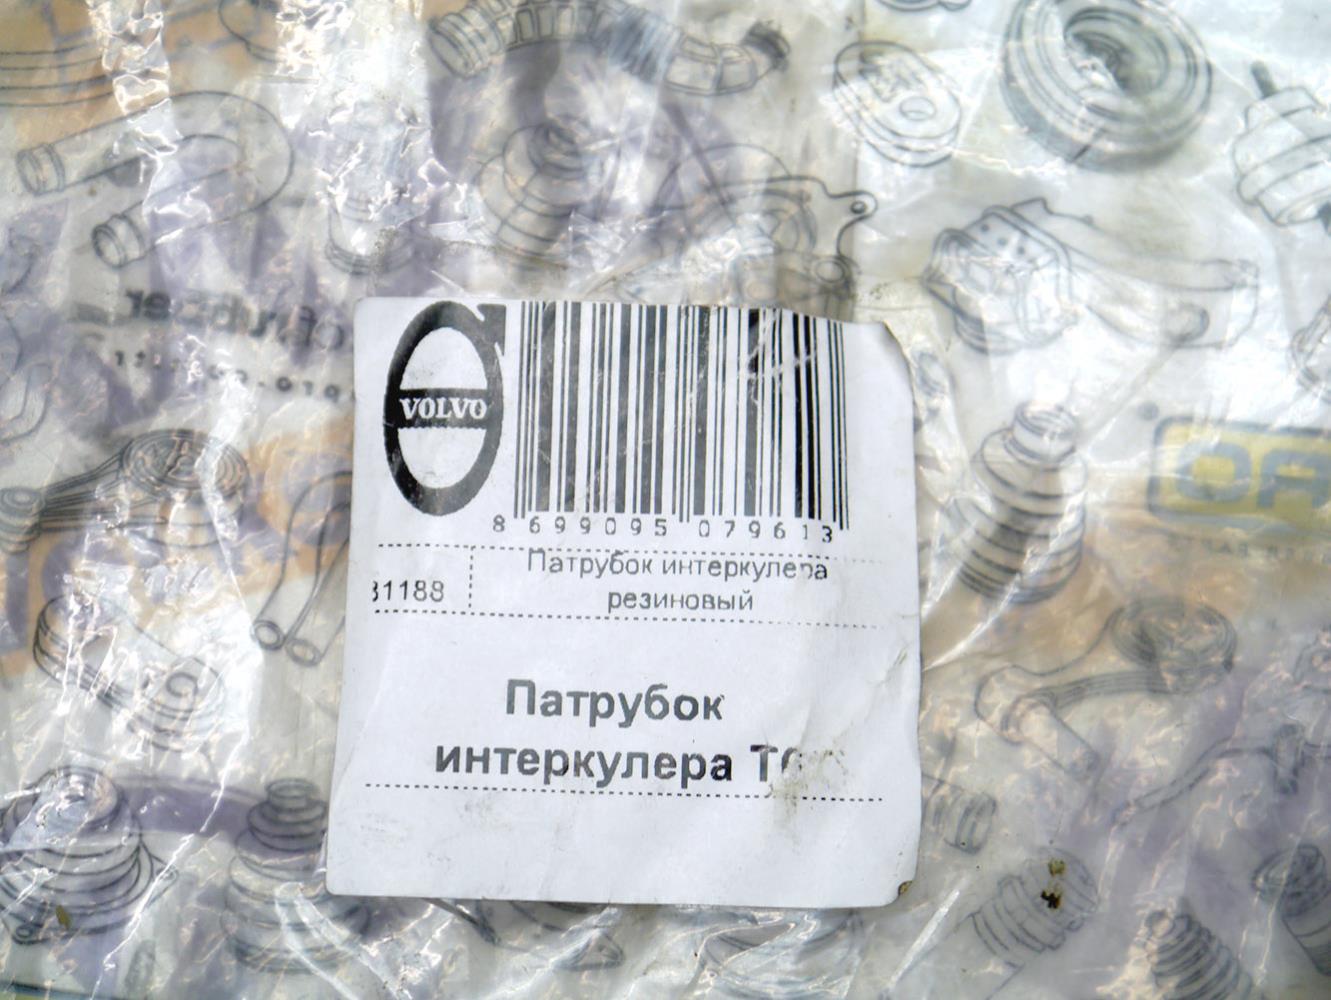 VOLVO
8 699095 079613
31188
Патрубок интеркулера
резиновый
Патрубок
интеркулера